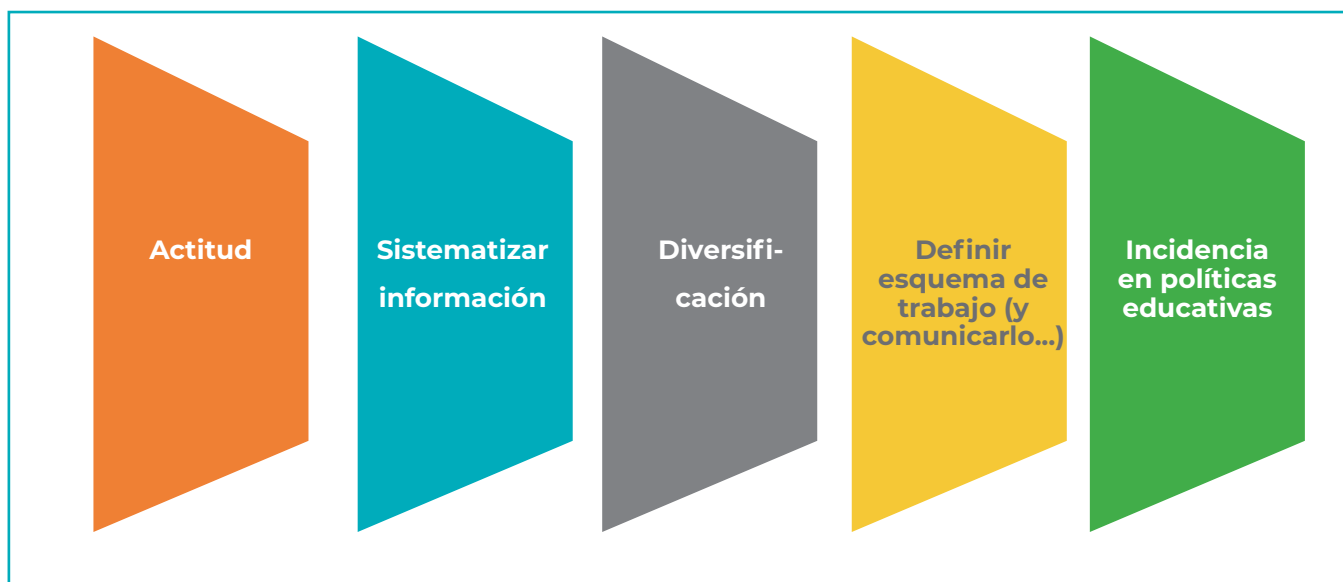 Actitud
Sistematizar
información
Diversifi-
cación
Definir
esquema de
trabajo (y
comunicarlo...)
Incidencia
en políticas
educativas